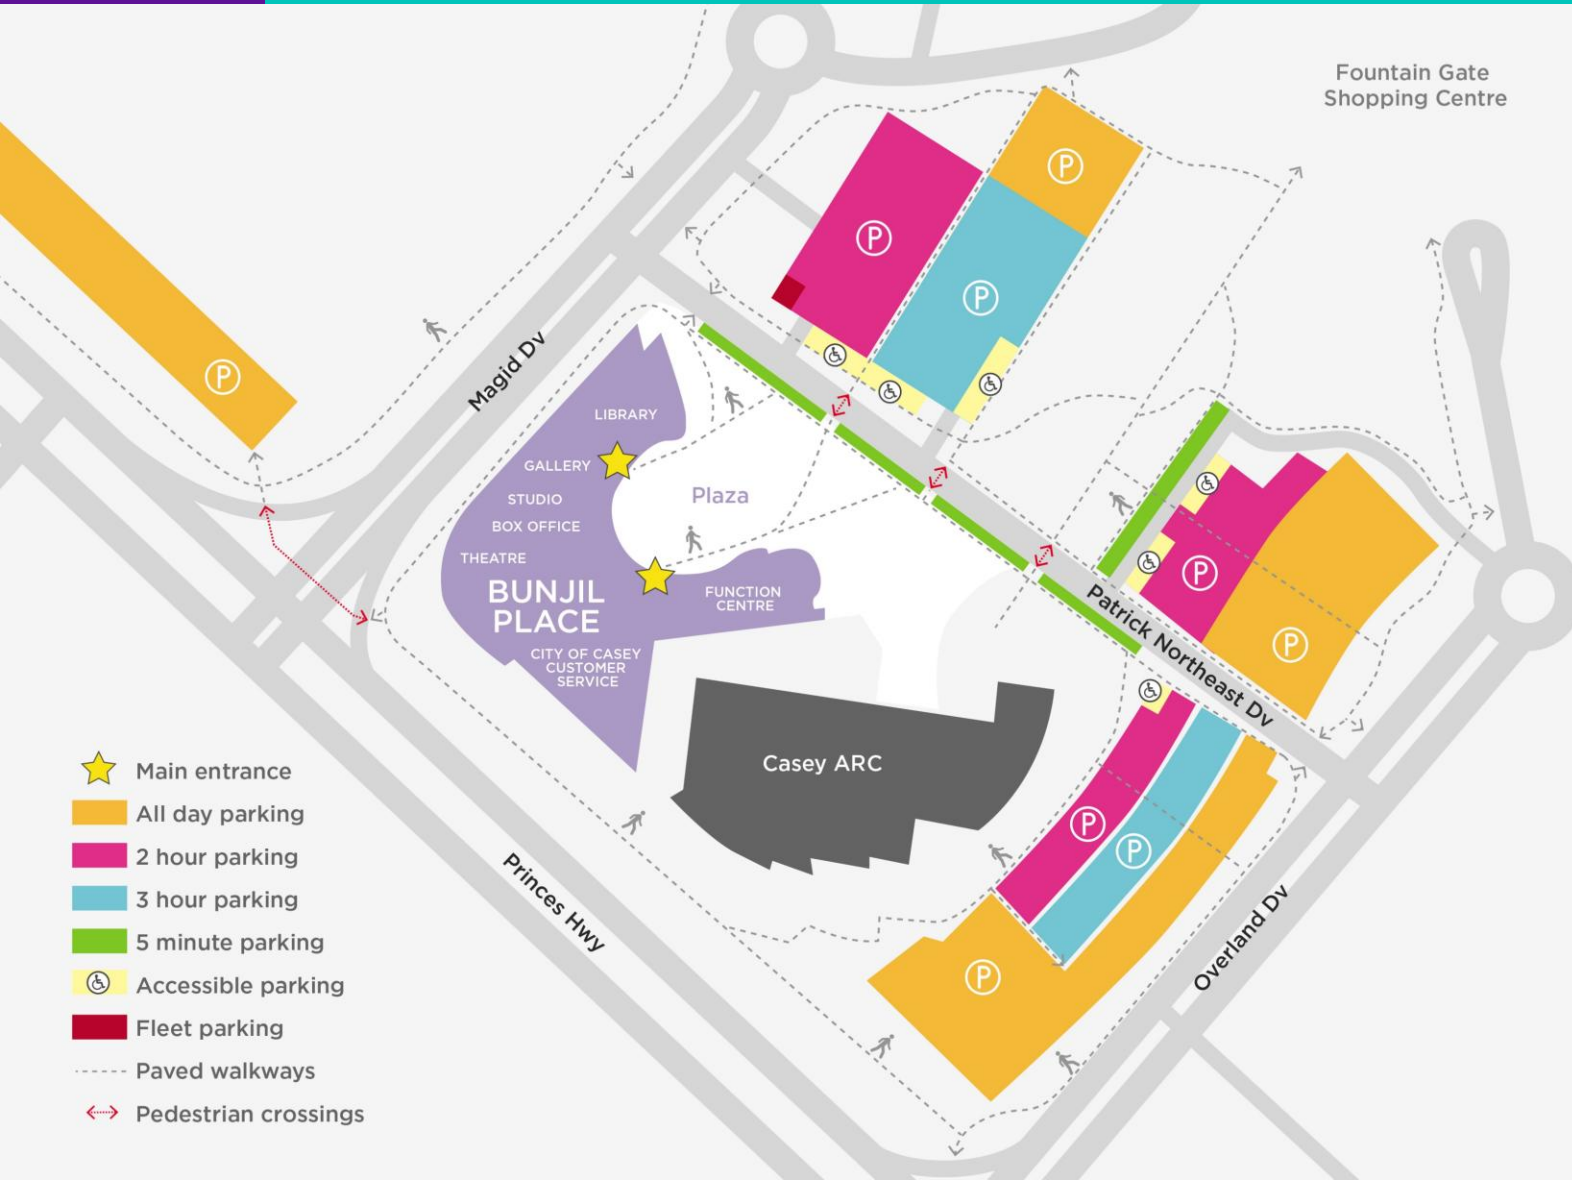 Fountain Gate
Shopping Centre
P
P
P
P
P
Magid Dv
LIBRARY
GALLERY
STUDIO
BOX OFFICE
THEATRE
BUNJIL
PLACE
Plaza
FUNCTION
CENTRE
CITY OF CASEY
CUSTOMER
SERVICE
P
P
Patrick Northeast Dv
Casey ARC
P
P
P
Princes Hwy
Overland Dv
Main entrance
All day parking
2 hour parking
3 hour parking
5 minute parking
Accessible parking
Fleet parking
Paved walkways
Pedestrian crossings